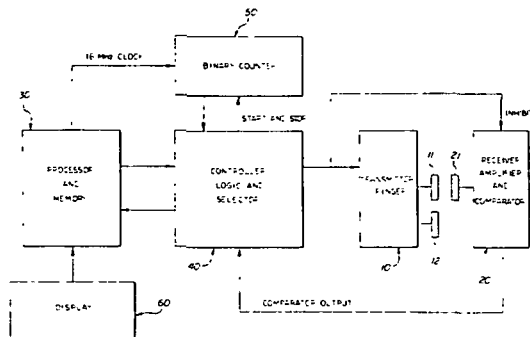 50
16 MHz CLOCK
BINARY COUNTER
30
START AND STOP
INHIBIT
PROCESSOR
AND
MEMORY
CONTROLLER
LOGIC AND
SELECTOR
TRANSMITTER
PINGER
11
21
RECEIVER
AMPLIFIER
AND
COMPARATOR
40
10
12
20
COMPARATOR OUTPUT
DISPLAY
60